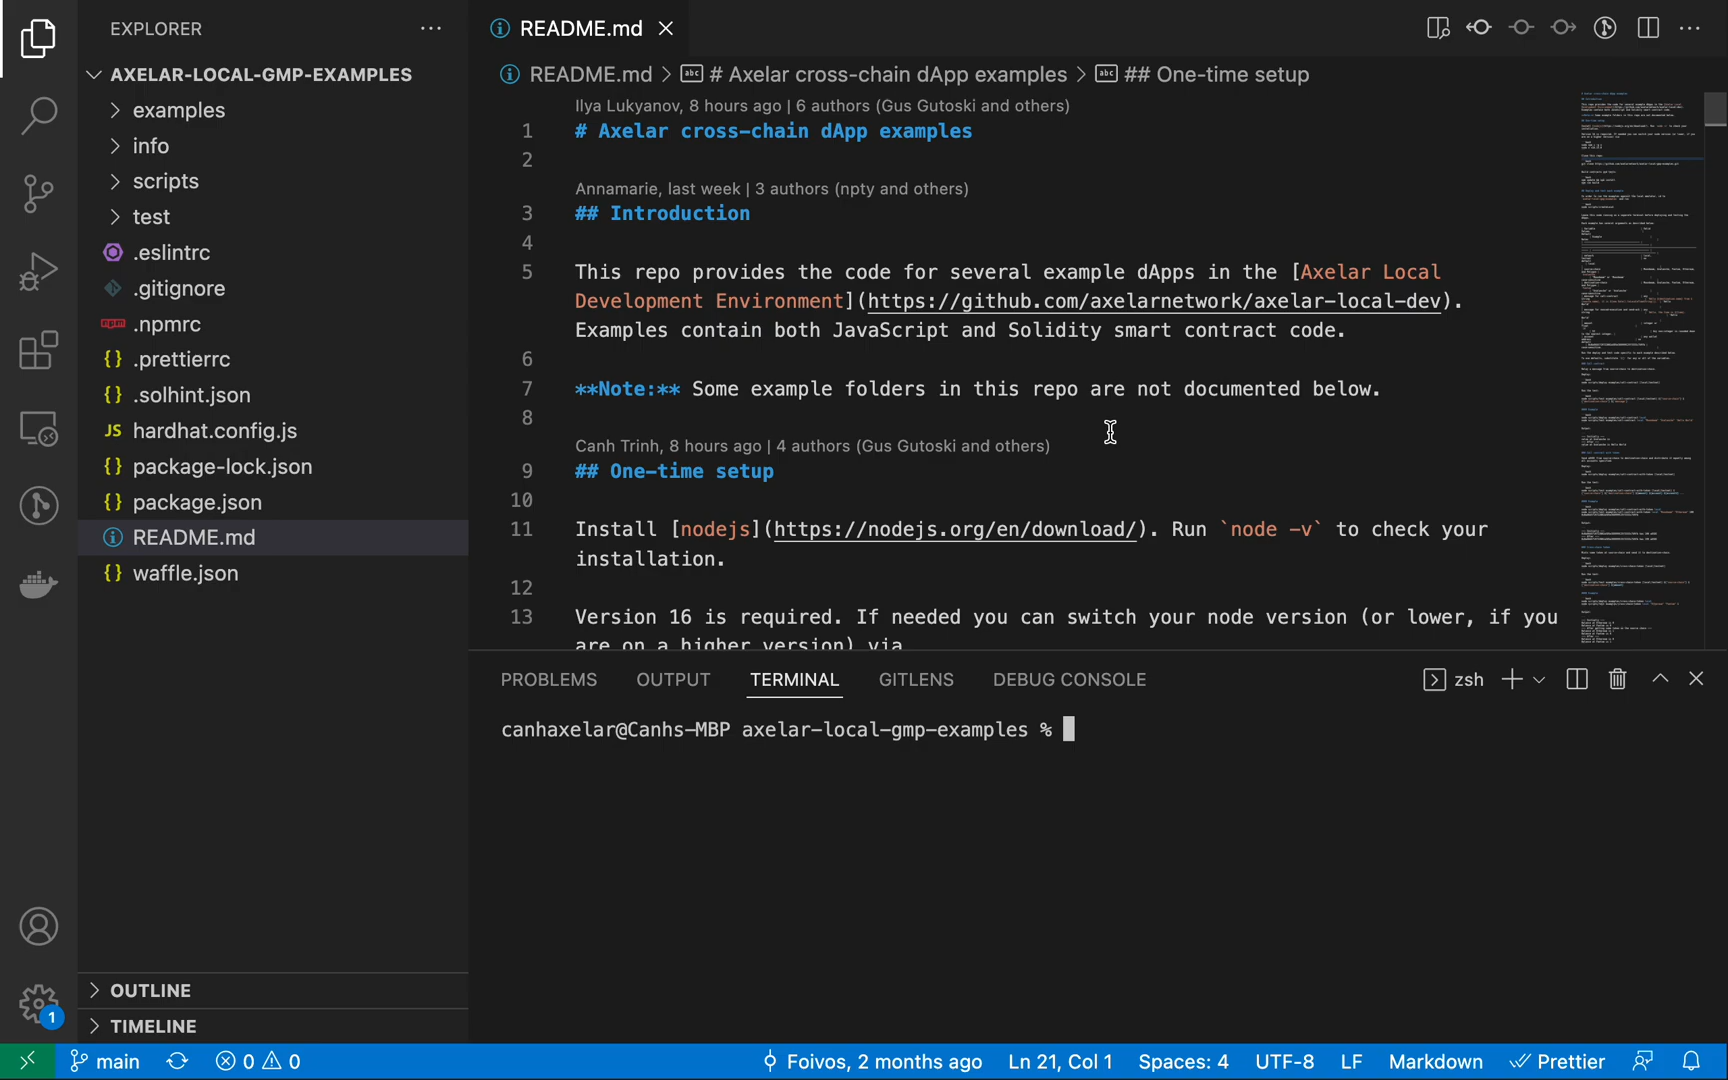 EXPLORER
AXELAR-LOCAL-GMP-EXAMPLES
examples
info
scripts
test
.eslintrc
.gitignore
.npmrc
.prettierrc
.solhint.json
JS hardhat.config.js
package-lock.json
package.json
README.md
waffle.json
OUTLINE
TIMELINE
README.md
README.md > # Axelar cross-chain dApp examples > ## One-time setup
Ilya Lukyanov, 8 hours ago | 6 authors (Gus Gutoski and others)
1 # Axelar cross-chain dApp examples
2
Annamarie, last week | 3 authors (npty and others)
3 ## Introduction
4
5 This repo provides the code for several example dApps in the [Axelar Local
Development Environment](https://github.com/axelarnetwork/axelar-local-dev).
Examples contain both JavaScript and Solidity smart contract code.
6
7 **Note:** Some example folders in this repo are not documented below.
8
Canh Trinh, 8 hours ago | 4 authors (Gus Gutoski and others)
9 ## One-time setup
10
11 Install [nodejs](https://nodejs.org/en/download/). Run `node -v` to check your
installation.
12
13 Version 16 is required. If needed you can switch your node version (or lower, if you
are on a higher version) via
PROBLEMS OUTPUT TERMINAL GITLENS DEBUG CONSOLE
zsh
canhaxelar@Canhs-MBP axelar-local-gmp-examples %
1
main 0 0 Foivos, 2 months ago Ln 21, Col 1 Spaces: 4 UTF-8 LF Markdown Prettier